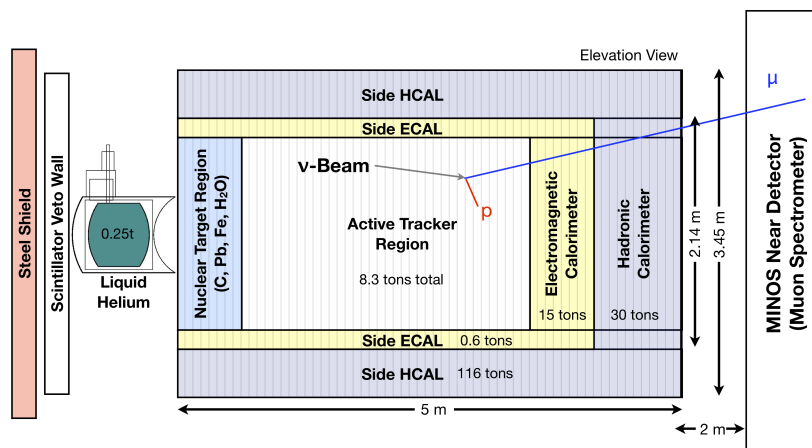 Elevation View
Side HCAL
Side ECAL
ν-Beam
μ
p
Steel Shield
Scintillator Veto Wall
0.25t
Liquid
Helium
Nuclear Target Region
(C, Pb, Fe, H₂O)
Active Tracker
Region
8.3 tons total
Electromagnetic
Calorimeter
15 tons
Hadronic
Calorimeter
30 tons
2.14 m
3.45 m
MINOS Near Detector
(Muon Spectrometer)
Side ECAL 0.6 tons
Side HCAL 116 tons
5 m
2 m